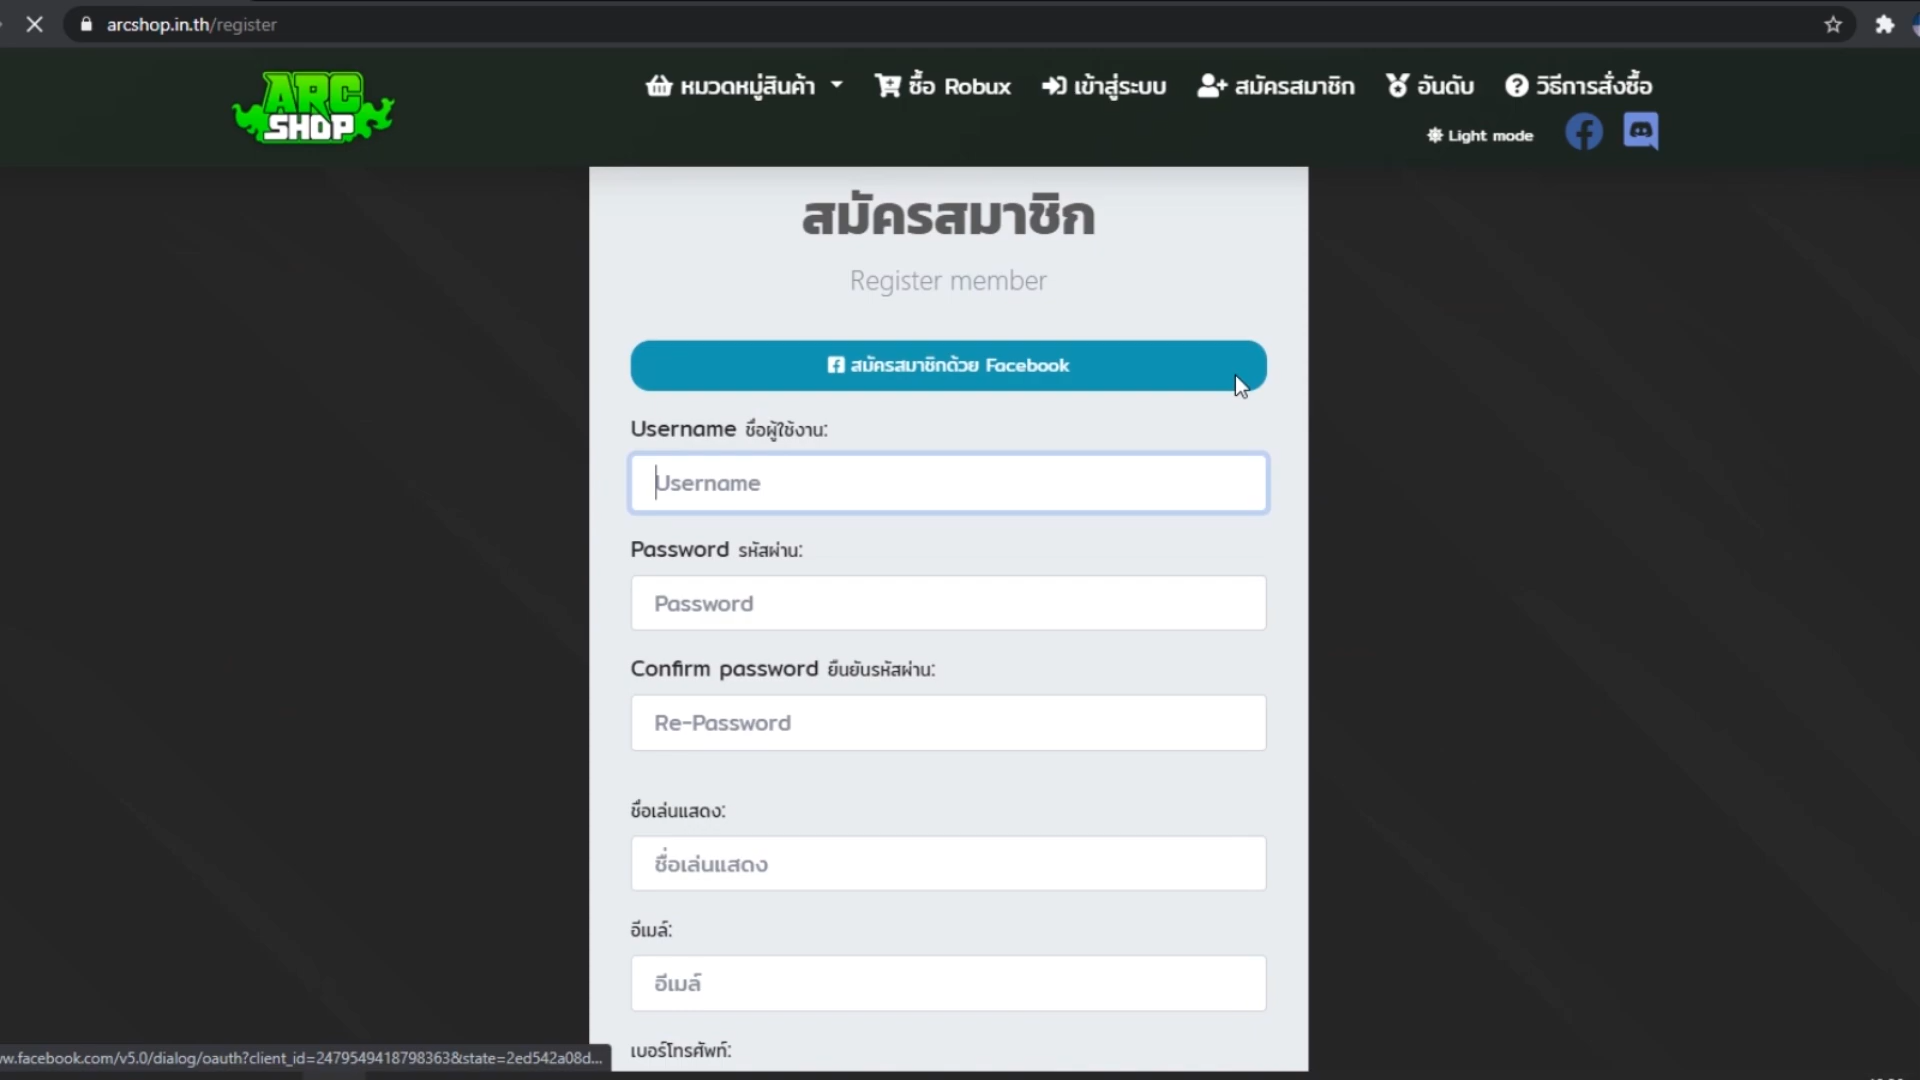 arcshop.in.th/register
ARC
SHOP
หมวดหมู่สินค้า
ซื้อ Robux
เข้าสู่ระบบ
สมัครสมาชิก
อันดับ
วิธีการสั่งซื้อ
Light mode
สมัครสมาชิก
Register member
สมัครสมาชิกด้วย Facebook
Username ชื่อผู้ใช้งาน:
Username
Password รหัสผ่าน:
Password
Confirm password ยืนยันรหัสผ่าน:
Re-Password
ชื่อเล่นแสดง:
ชื่อเล่นแสดง
อีเมล์:
อีเมล์
เบอร์โทรศัพท์:
ww.facebook.com/v5.0/dialog/oauth?client_id=2479549418798363&state=2ed542a08d...